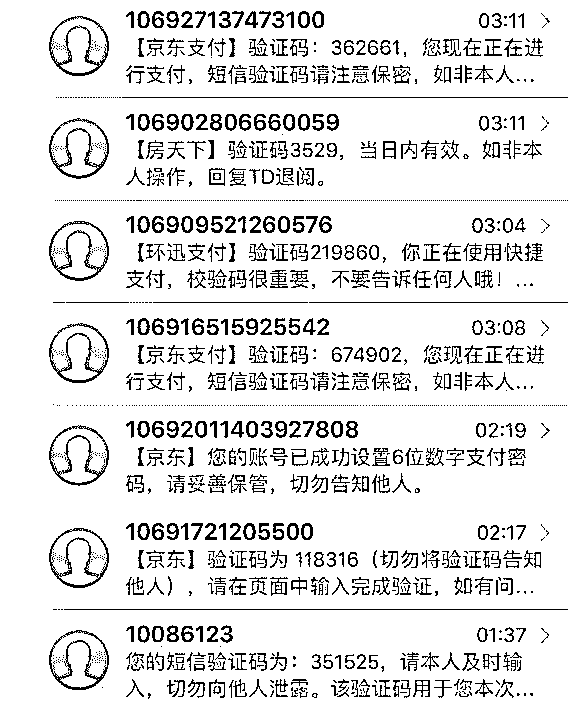 106927137473100 03:11
【京东支付】验证码：362661，您现在正在进
行支付，短信验证码请注意保密，如非本人...
106902806660059 03:11
【房天下】验证码3529，当日内有效。如非本
人操作，回复TD退阅。
106909521260576 03:04
【环迅支付】验证码219860，你正在使用快捷
支付，校验码很重要，不要告诉任何人哦！...
106916515925542 03:08
【京东支付】验证码：674902，您现在正在进
行支付，短信验证码请注意保密，如非本人...
10692011403927808 02:19
【京东】您的账号已成功设置6位数字支付密
码，请妥善保管，切勿告知他人。
10691721205500 02:17
【京东】验证码为 118316（切勿将验证码告知
他人），请在页面中输入完成验证，如有问...
10086123 01:37
您的短信验证码为：351525，请本人及时输
入，切勿向他人泄露。该验证码用于您本次...